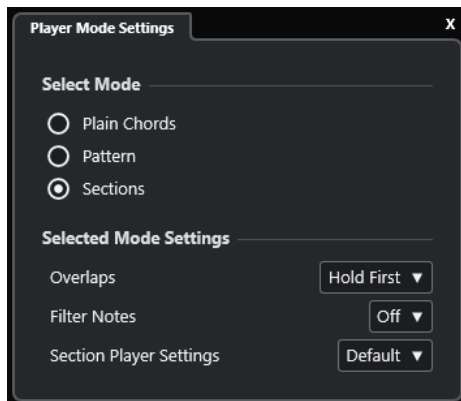 Player Mode Settings X
Select Mode
Plain Chords
Pattern
Sections
Selected Mode Settings
Overlaps Hold First ▼
Filter Notes Off ▼
Section Player Settings Default ▼